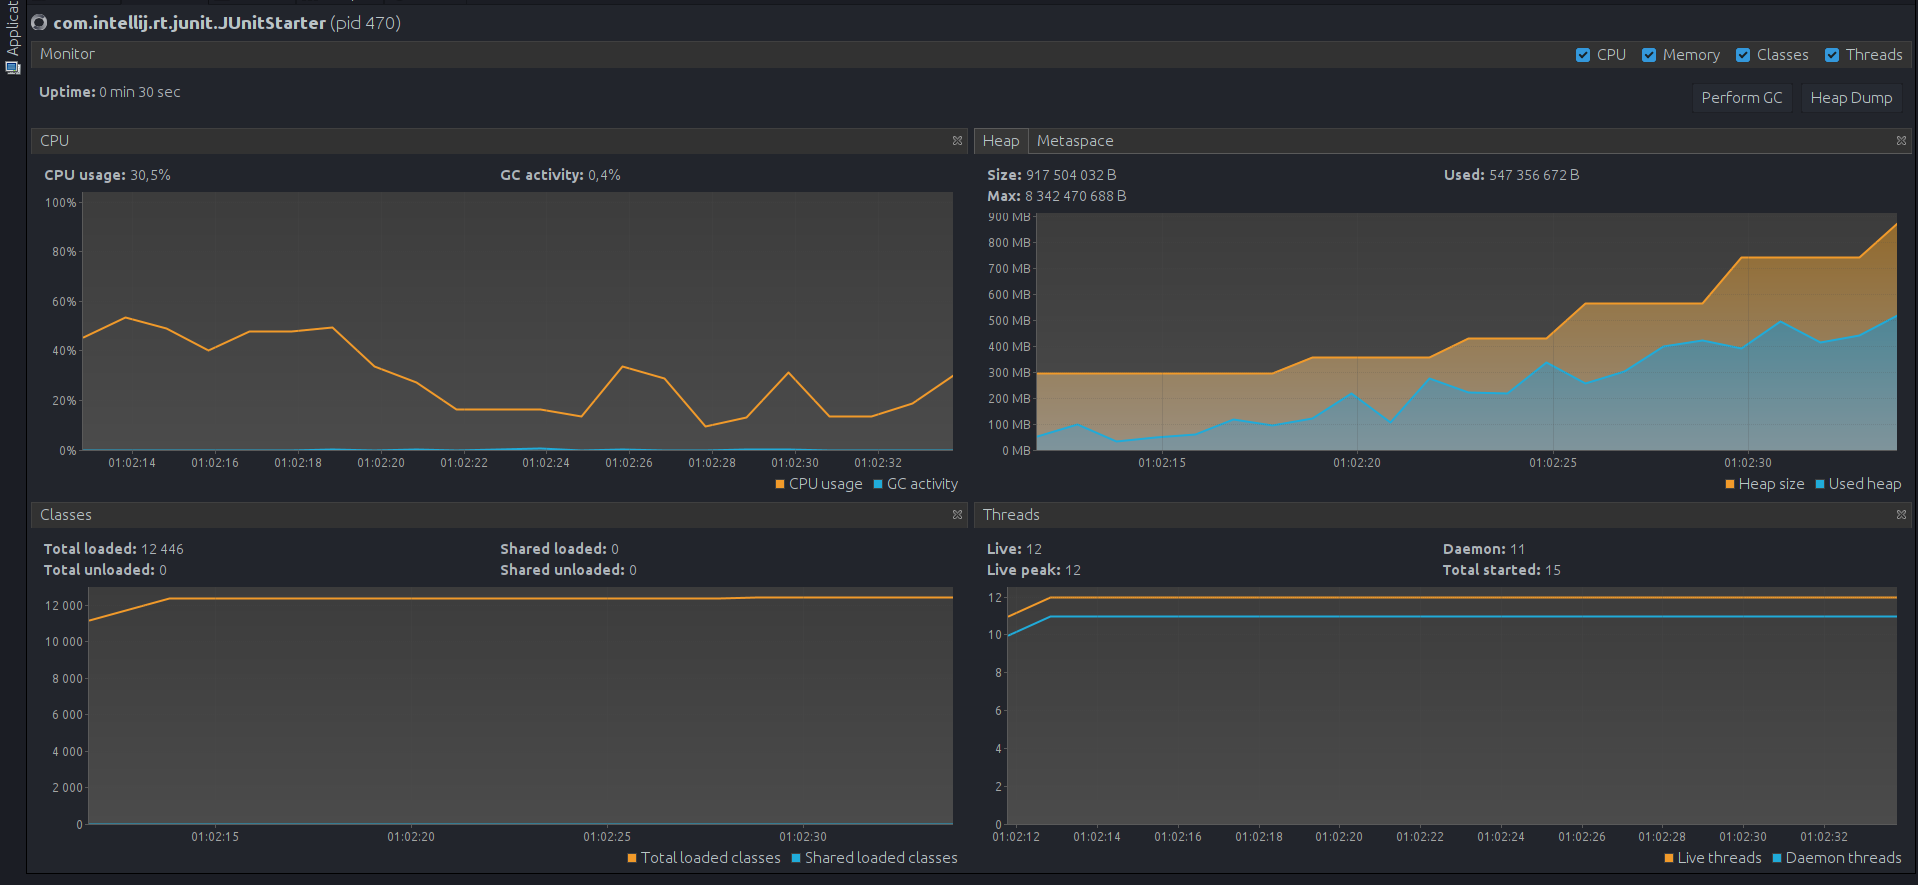 Applicat
com.intellij.rt.junit.JUnitStarter (pid 470)
Monitor
CPU Memory Classes Threads
Uptime: 0 min 30 sec
Perform GC Heap Dump
CPU
CPU usage: 30,5% GC activity: 0,4%
100%
80%
60%
40%
20%
0%
01:02:14 01:02:16 01:02:18 01:02:20 01:02:22 01:02:24 01:02:26 01:02:28 01:02:30 01:02:32
CPU usage GC activity
Heap Metaspace
Size: 917 504 032 B Used: 547 356 672 B
Max: 8 342 470 688 B
900 MB
800 MB
700 MB
600 MB
500 MB
400 MB
300 MB
200 MB
100 MB
0 MB
01:02:15 01:02:20 01:02:25 01:02:30
Heap size Used heap
Classes
Total loaded: 12 446 Shared loaded: 0
Total unloaded: 0 Shared unloaded: 0
12 000
10 000
8 000
6 000
4 000
2 000
0
01:02:15 01:02:20 01:02:25 01:02:30
Total loaded classes Shared loaded classes
Threads
Live: 12 Daemon: 11
Live peak: 12 Total started: 15
12
10
8
6
4
2
0
01:02:12 01:02:14 01:02:16 01:02:18 01:02:20 01:02:22 01:02:24 01:02:26 01:02:28 01:02:30 01:02:32
Live threads Daemon threads